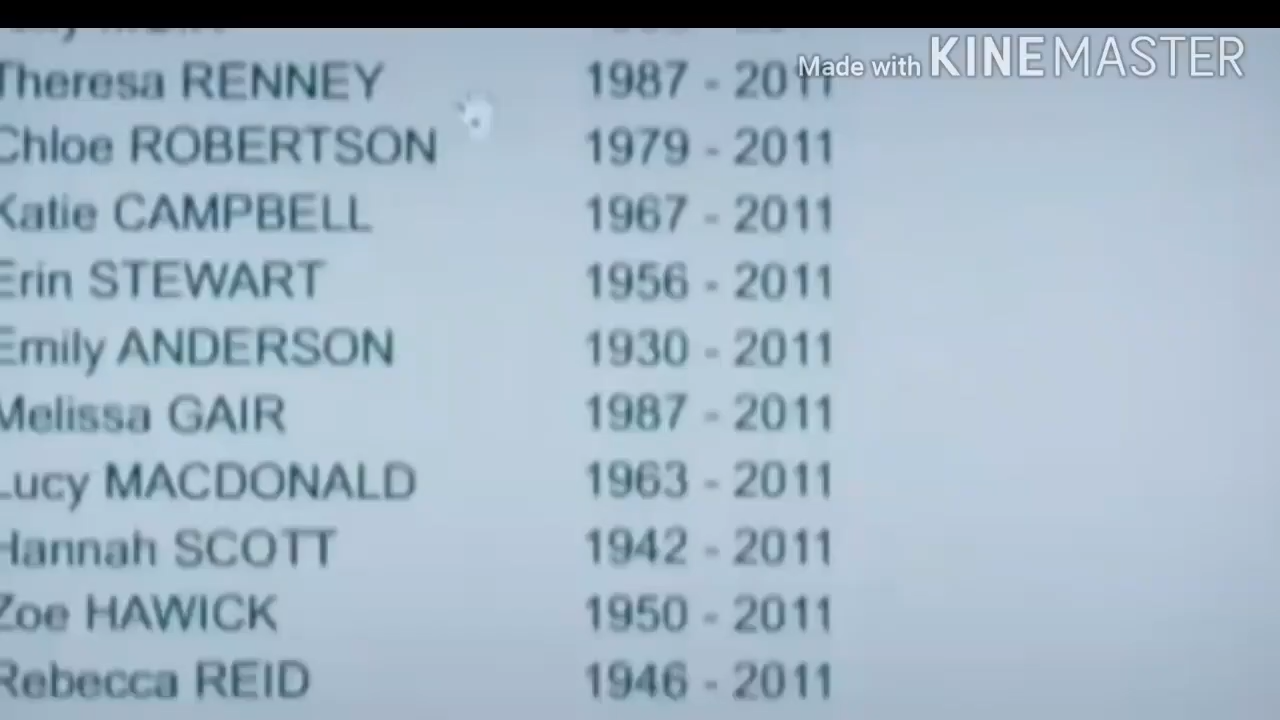 Made with KINEMASTER
Theresa RENNEY 1987 - 2011
Chloe ROBERTSON 1979 - 2011
Katie CAMPBELL 1967 - 2011
Erin STEWART 1956 - 2011
Emily ANDERSON 1930 - 2011
Melissa GAIR 1987 - 2011
Lucy MACDONALD 1963 - 2011
Hannah SCOTT 1942 - 2011
Zoe HAWICK 1950 - 2011
Rebecca REID 1946 - 2011